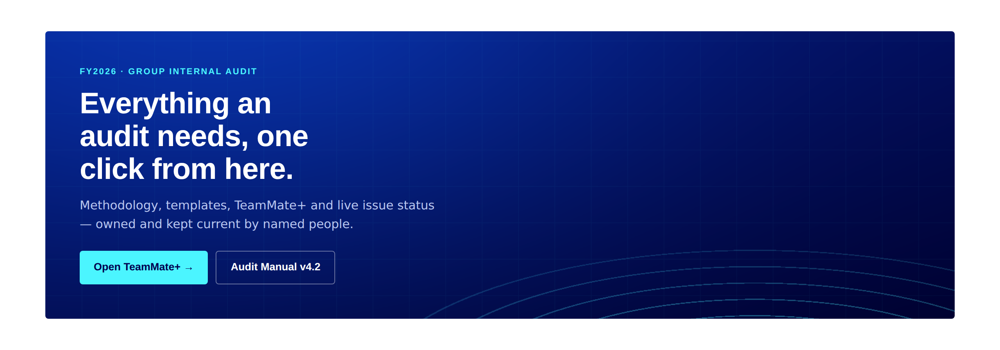 FY2026 · GROUP INTERNAL AUDIT
Everything an
audit needs, one
click from here.
Methodology, templates, TeamMate+ and live issue status
— owned and kept current by named people.
Open TeamMate+ →
Audit Manual v4.2